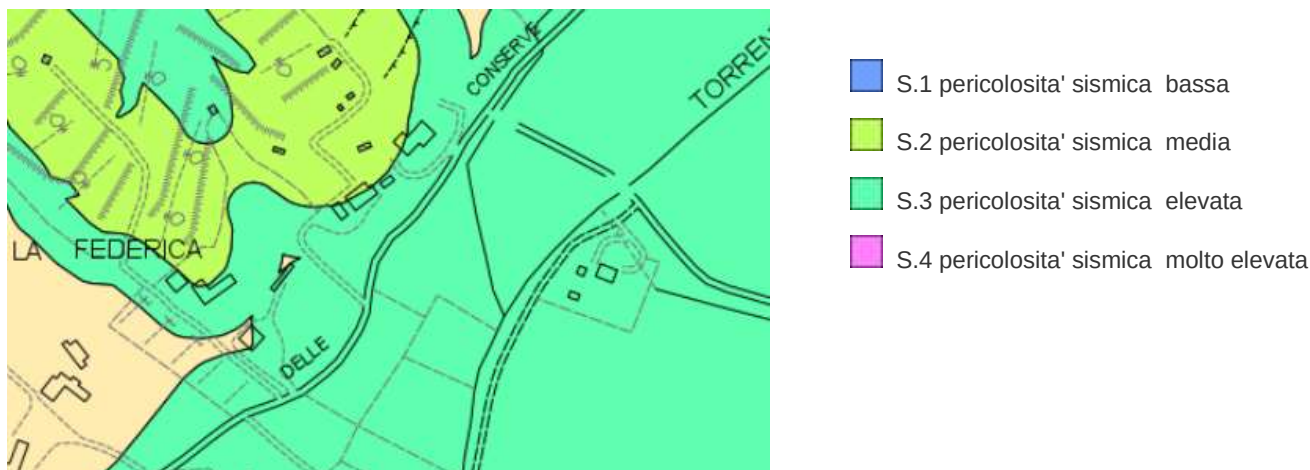 CONSERVE
TORREN
LA FEDERICA
DELLE
S.1 pericolosita' sismica bassa
S.2 pericolosita' sismica media
S.3 pericolosita' sismica elevata
S.4 pericolosita' sismica molto elevata